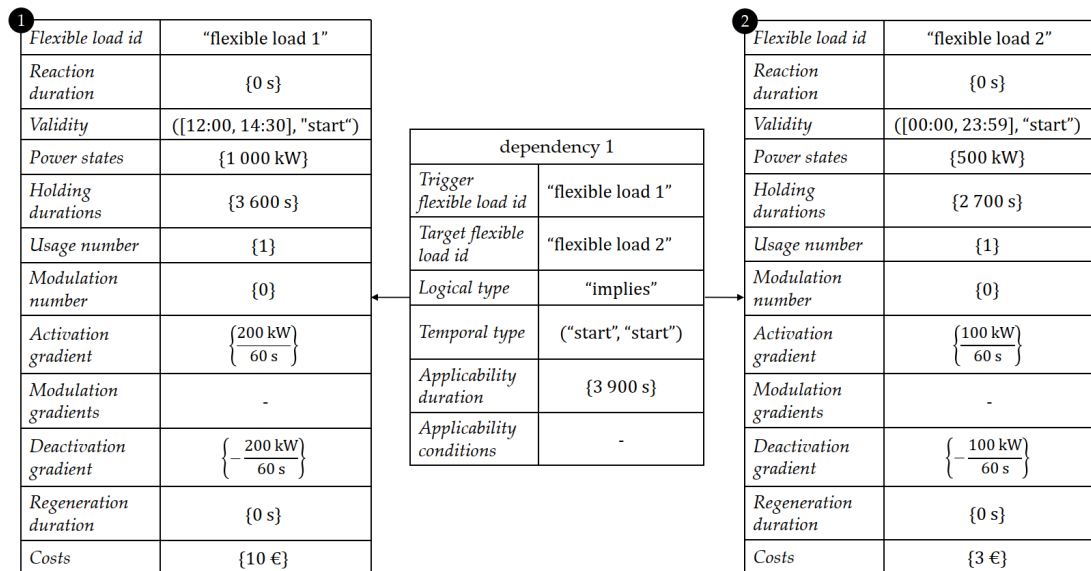 1
Flexible load id “flexible load 1”
Reaction
duration {0 s}
Validity ([12:00, 14:30], "start“)
Power states {1 000 kW}
Holding
durations {3 600 s}
Usage number {1}
Modulation
number {0}
Activation
gradient {200 kW
60 s}
Modulation
gradients -
Deactivation
gradient {− 200 kW
60 s}
Regeneration
duration {0 s}
Costs {10 €}
dependency 1
Trigger
flexible load id “flexible load 1”
Target flexible
load id “flexible load 2”
Logical type “implies”
Temporal type (“start”, “start”)
Applicability
duration {3 900 s}
Applicability
conditions -
2
Flexible load id “flexible load 2”
Reaction
duration {0 s}
Validity ([00:00, 23:59], “start”)
Power states {500 kW}
Holding
durations {2 700 s}
Usage number {1}
Modulation
number {0}
Activation
gradient {100 kW
60 s}
Modulation
gradients -
Deactivation
gradient {− 100 kW
60 s}
Regeneration
duration {0 s}
Costs {3 €}